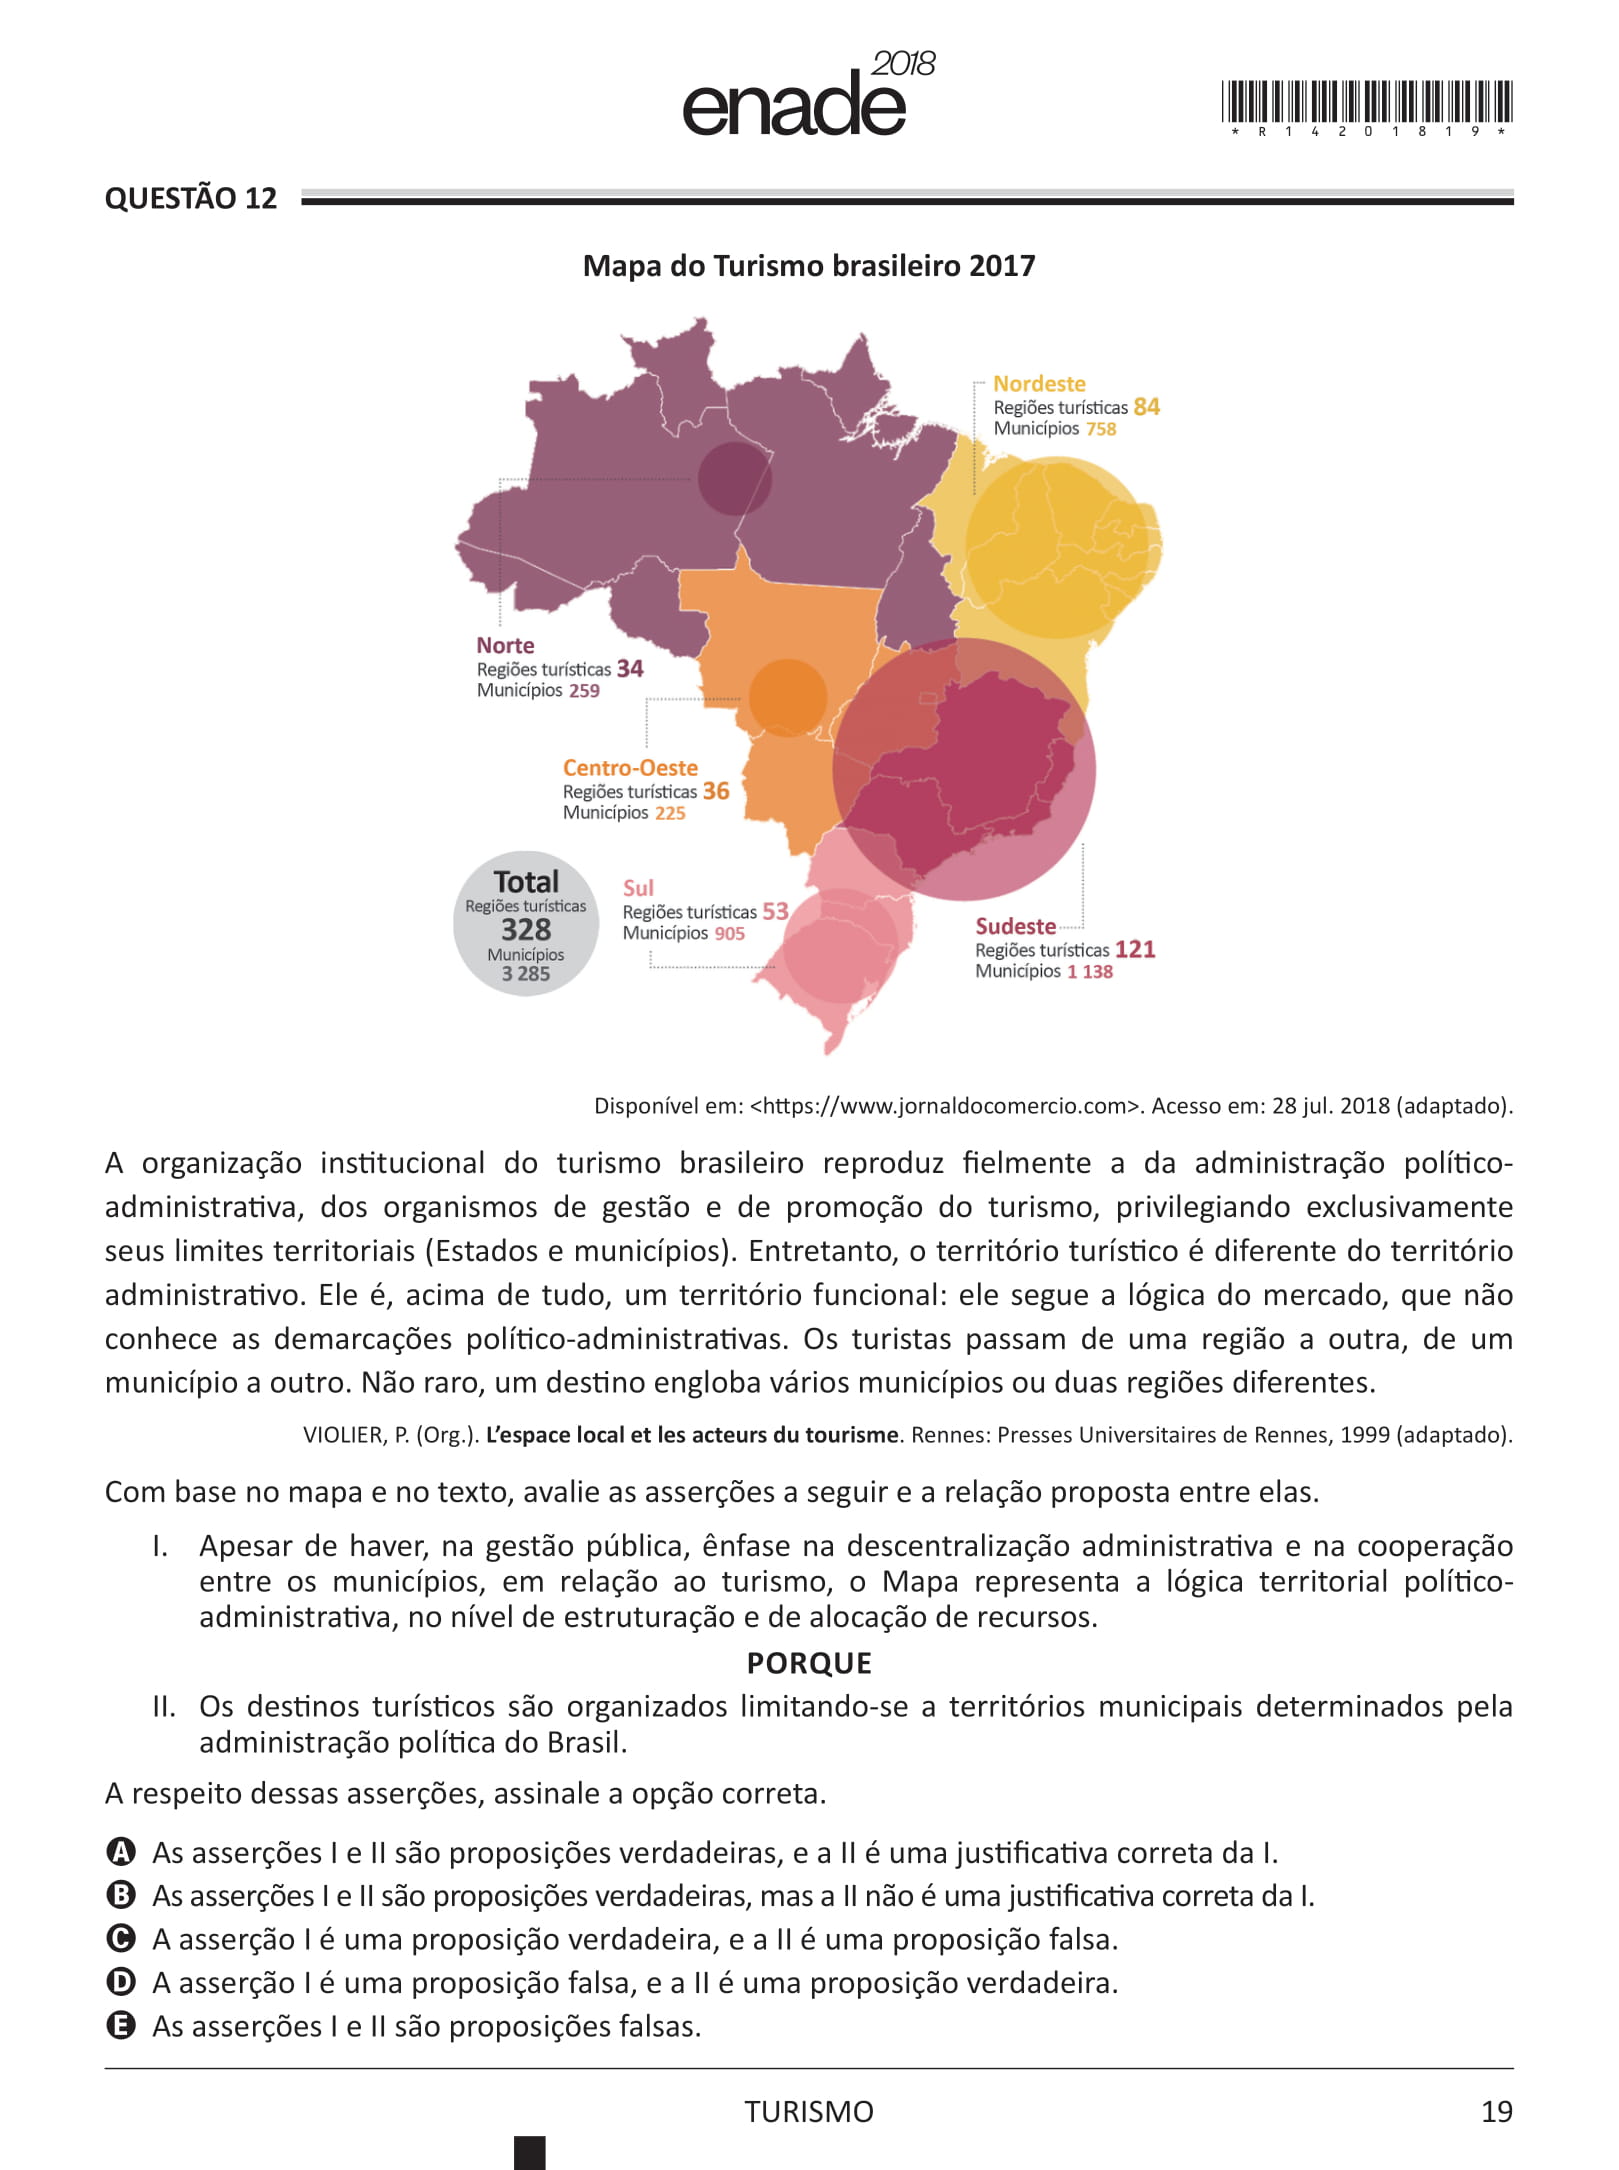 enade 2018
*R14201819*
QUESTÃO 12
Mapa do Turismo brasileiro 2017
Nordeste
Regiões turísticas 84
Municípios 758
Norte
Regiões turísticas 34
Municípios 259
Centro-Oeste
Regiões turísticas 36
Municípios 225
Total
Regiões turísticas
328
Municípios
3 285
Sul
Regiões turísticas 53
Municípios 905
Sudeste
Regiões turísticas 121
Municípios 1 138
Disponível em: <https://www.jornaldocomercio.com>. Acesso em: 28 jul. 2018 (adaptado).
A organização institucional do turismo brasileiro reproduz fielmente a da administração político-
administrativa, dos organismos de gestão e de promoção do turismo, privilegiando exclusivamente
seus limites territoriais (Estados e municípios). Entretanto, o território turístico é diferente do território
administrativo. Ele é, acima de tudo, um território funcional: ele segue a lógica do mercado, que não
conhece as demarcações político-administrativas. Os turistas passam de uma região a outra, de um
município a outro. Não raro, um destino engloba vários municípios ou duas regiões diferentes.
VIOLIER, P. (Org.). L’espace local et les acteurs du tourisme. Rennes: Presses Universitaires de Rennes, 1999 (adaptado).
Com base no mapa e no texto, avalie as asserções a seguir e a relação proposta entre elas.
I. Apesar de haver, na gestão pública, ênfase na descentralização administrativa e na cooperação
entre os municípios, em relação ao turismo, o Mapa representa a lógica territorial político-
administrativa, no nível de estruturação e de alocação de recursos.
PORQUE
II. Os destinos turísticos são organizados limitando-se a territórios municipais determinados pela
administração política do Brasil.
A respeito dessas asserções, assinale a opção correta.
A As asserções I e II são proposições verdadeiras, e a II é uma justificativa correta da I.
B As asserções I e II são proposições verdadeiras, mas a II não é uma justificativa correta da I.
C A asserção I é uma proposição verdadeira, e a II é uma proposição falsa.
D A asserção I é uma proposição falsa, e a II é uma proposição verdadeira.
E As asserções I e II são proposições falsas.
TURISMO
19